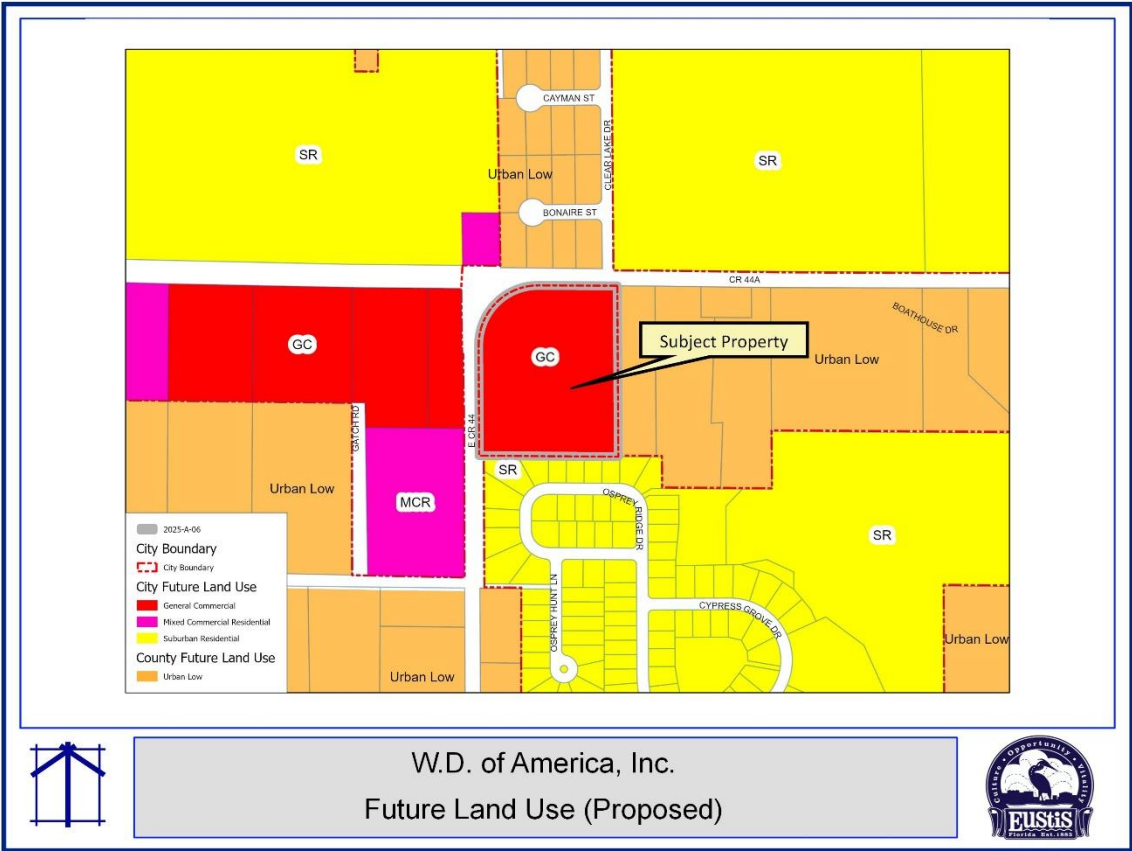 CAYMAN ST
CLEAR LAKE DR
SR
SR
Urban Low
BONAIRE ST
CR 44A
BOATHOUSE DR
Subject Property
GC
GC
Urban Low
GATCH RD
E CR 44
SR
Urban Low
MCR
OSPREY RIDGE DR
SR
OSPREY HUNT LN
CYPRESS GROVE DR
Urban Low
Urban Low
2025-A-06
City Boundary
City Boundary
City Future Land Use
General Commercial
Mixed Commercial Residential
Suburban Residential
County Future Land Use
Urban Low
W.D. of America, Inc.
Future Land Use (Proposed)
Culture • Opportunity • Vitality
EUSTIS
Florida Est. 1883